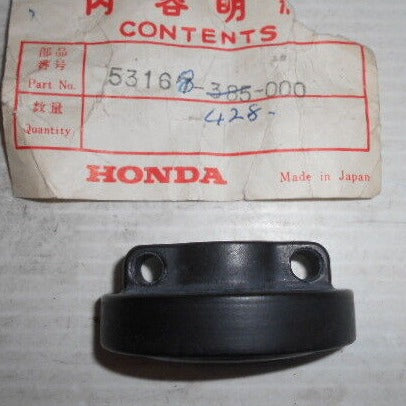 内容明
CONTENTS
部品
番号
Part No. 53168-385-000
428-
数量
Quantity
HONDA Made in Japan